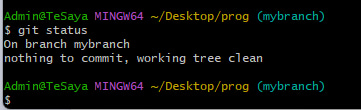 Admin@TeSaya MINGW64 ~/Desktop/prog (mybranch)
$ git status
On branch mybranch
nothing to commit, working tree clean
Admin@TeSaya MINGW64 ~/Desktop/prog (mybranch)
$